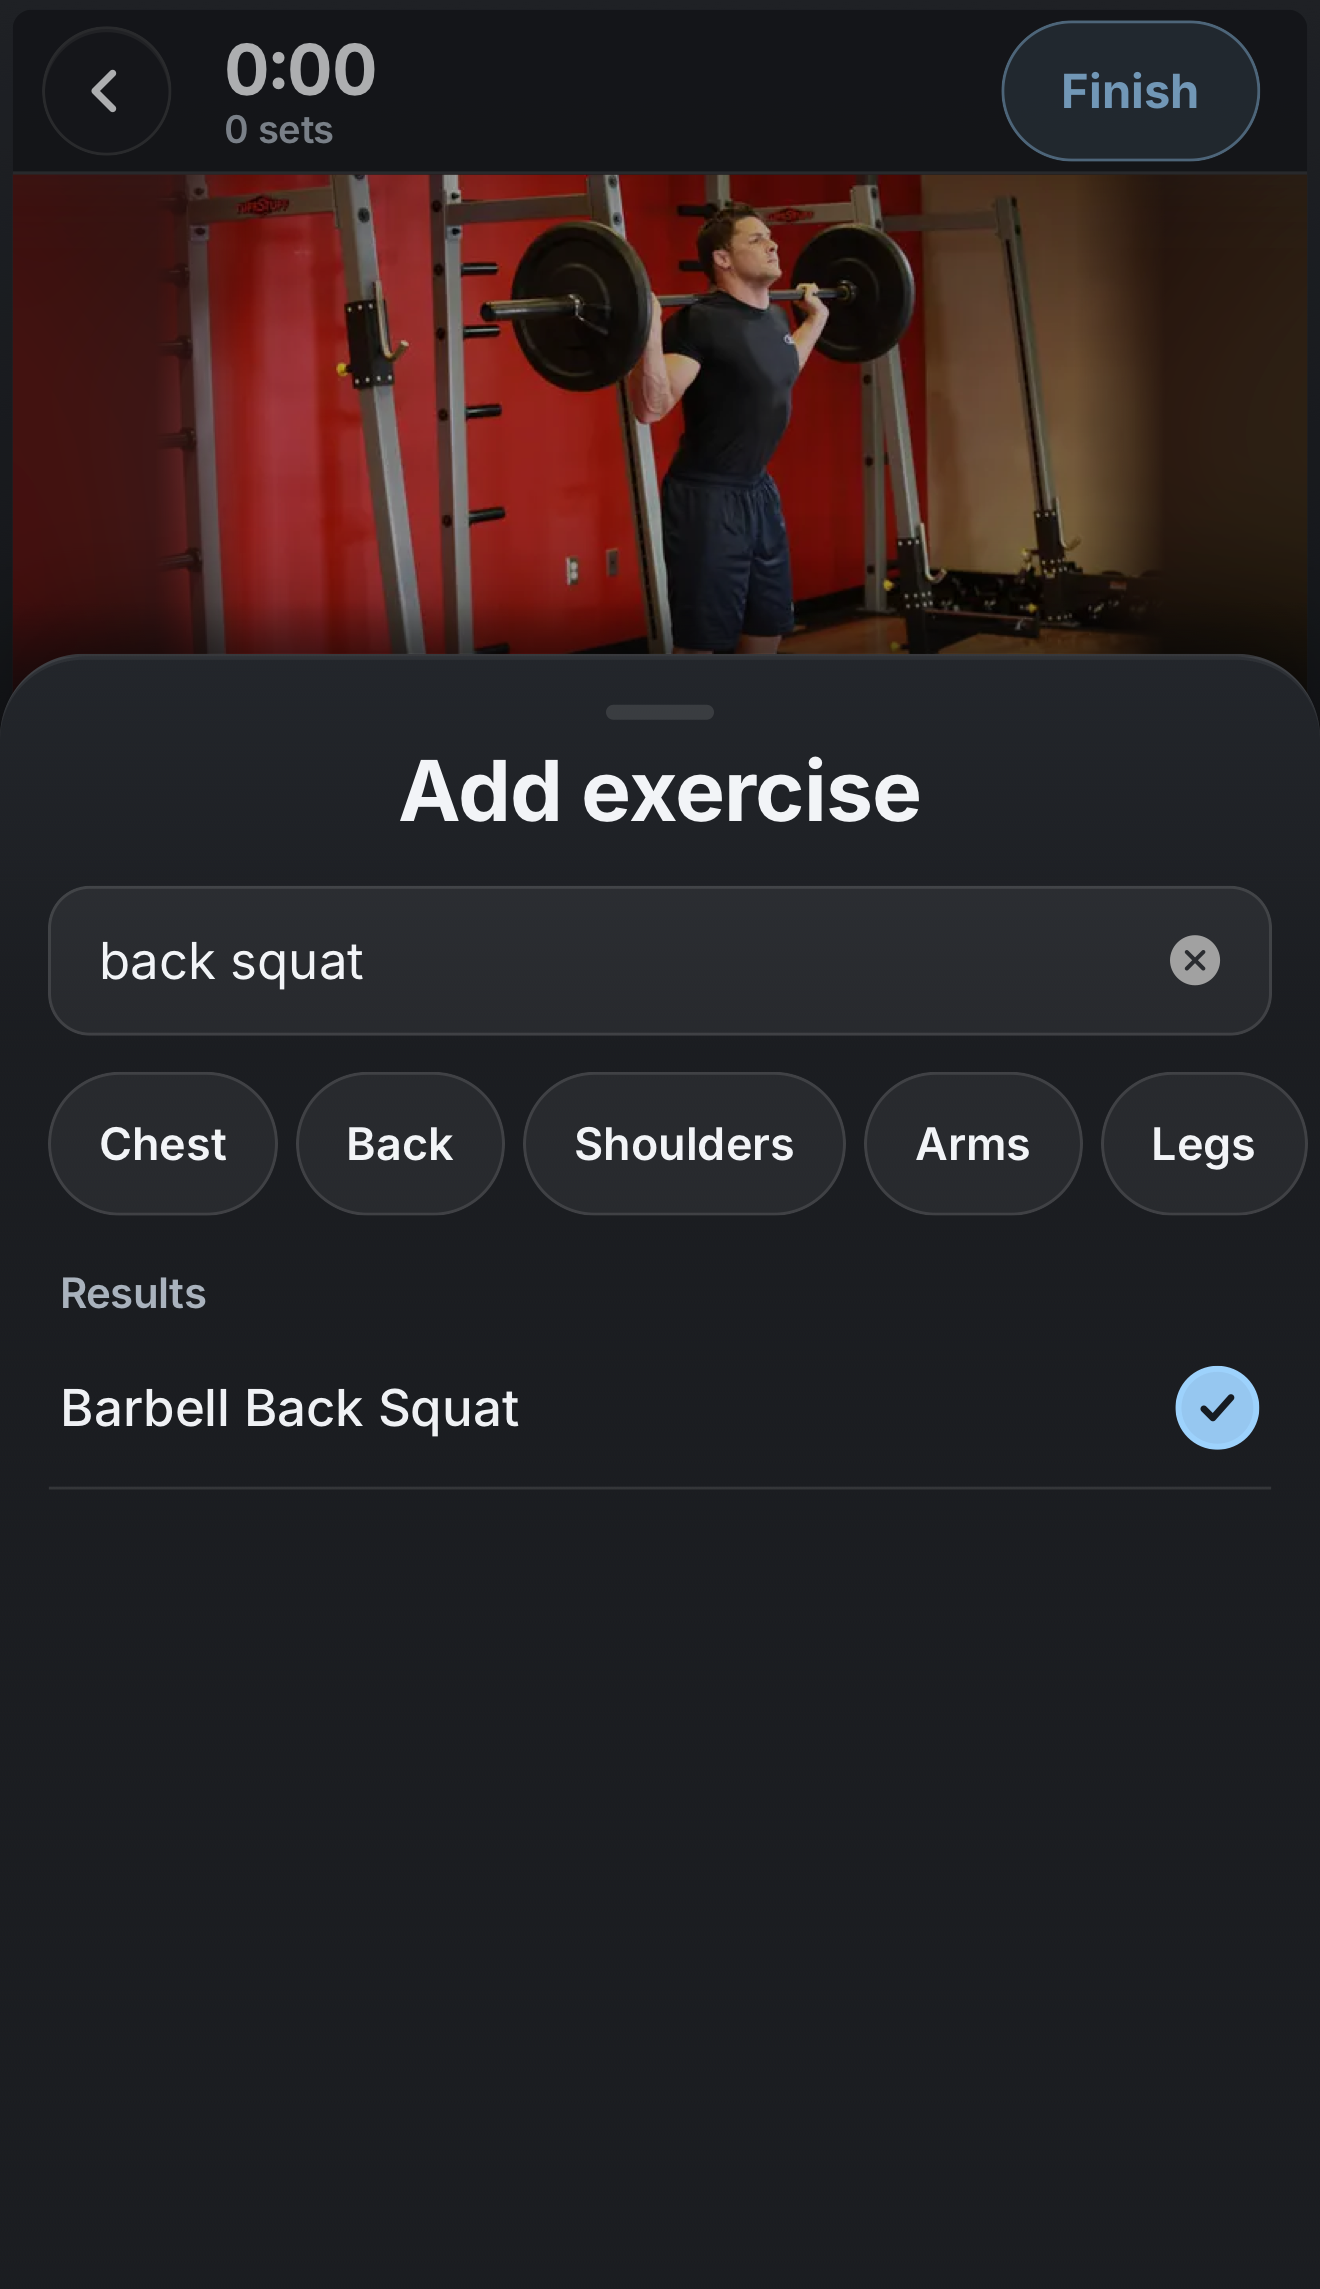 0:00
0 sets
Finish
Add exercise
back squat
Chest
Back
Shoulders
Arms
Legs
Results
Barbell Back Squat